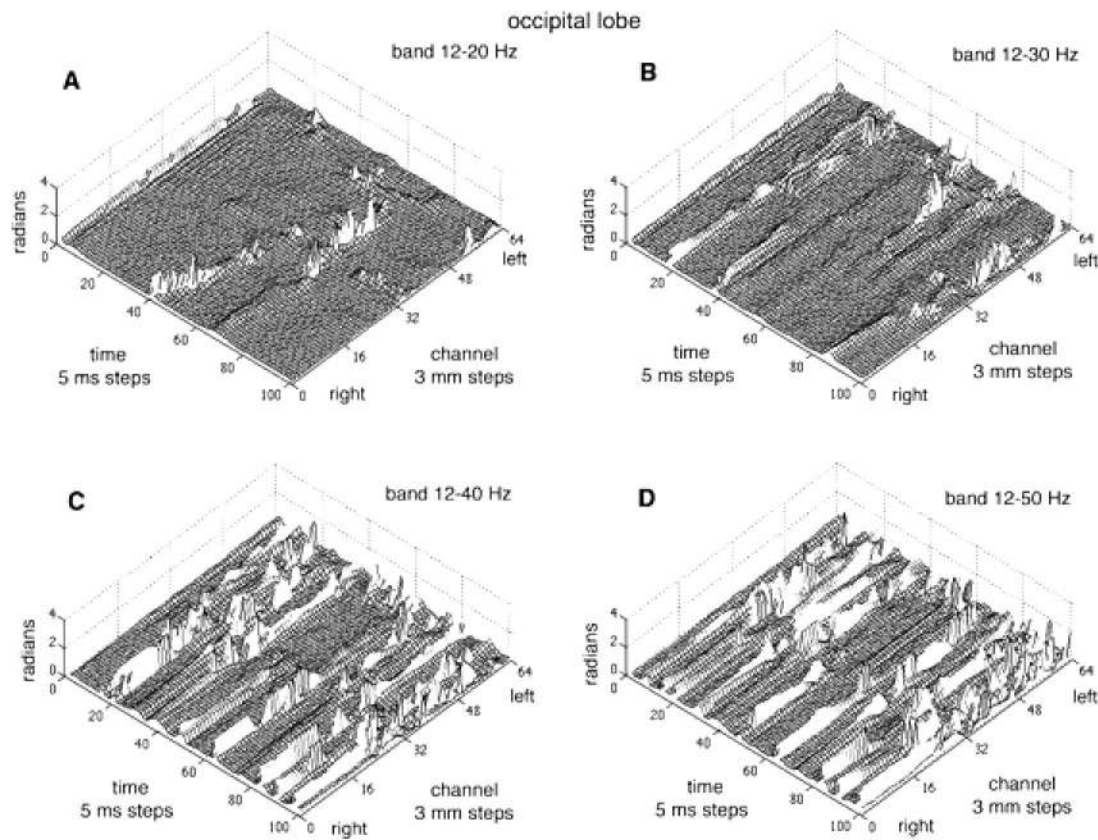 occipital lobe
A
band 12-20 Hz
radians
4
2
0
0
20
40
60
80
100
0
16
32
48
64
left
right
time
5 ms steps
channel
3 mm steps
B
band 12-30 Hz
radians
4
2
0
0
20
40
60
80
100
0
16
32
48
64
left
right
time
5 ms steps
channel
3 mm steps
C
band 12-40 Hz
radians
4
2
0
0
20
40
60
80
100
0
16
32
48
64
left
right
time
5 ms steps
channel
3 mm steps
D
band 12-50 Hz
radians
4
2
0
0
20
40
60
80
100
0
16
32
48
64
left
right
time
5 ms steps
channel
3 mm steps